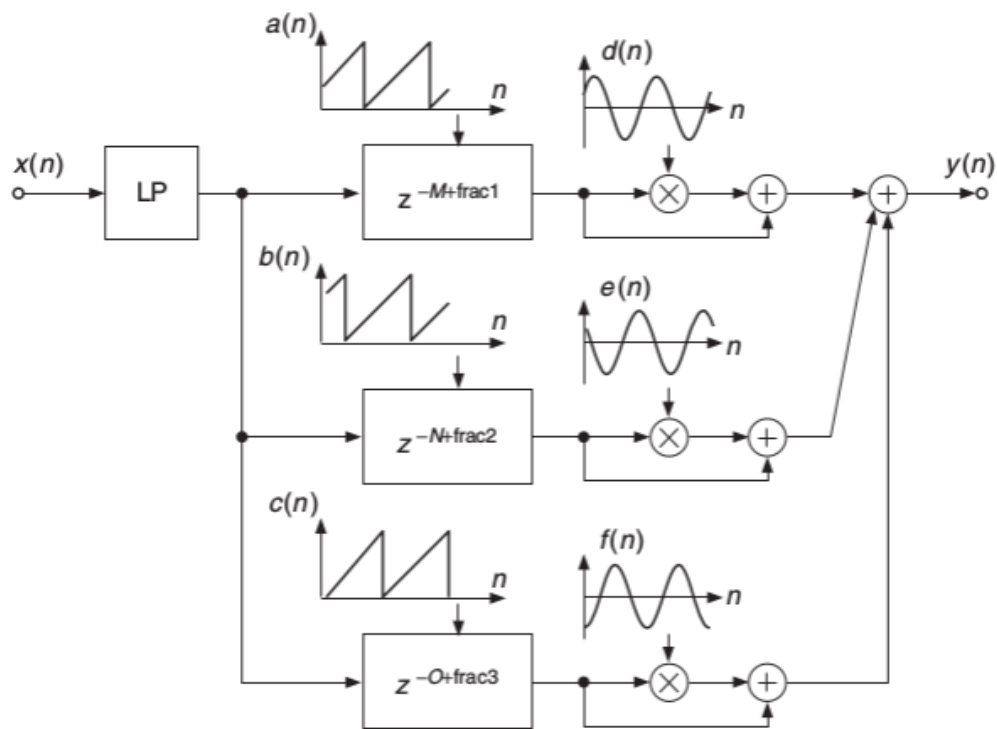 a(n)
n
d(n)
n
x(n)
LP
z^{-M+frac1}
×
+
+
y(n)
b(n)
n
e(n)
n
z^{-N+frac2}
×
+
c(n)
n
f(n)
n
z^{-O+frac3}
×
+